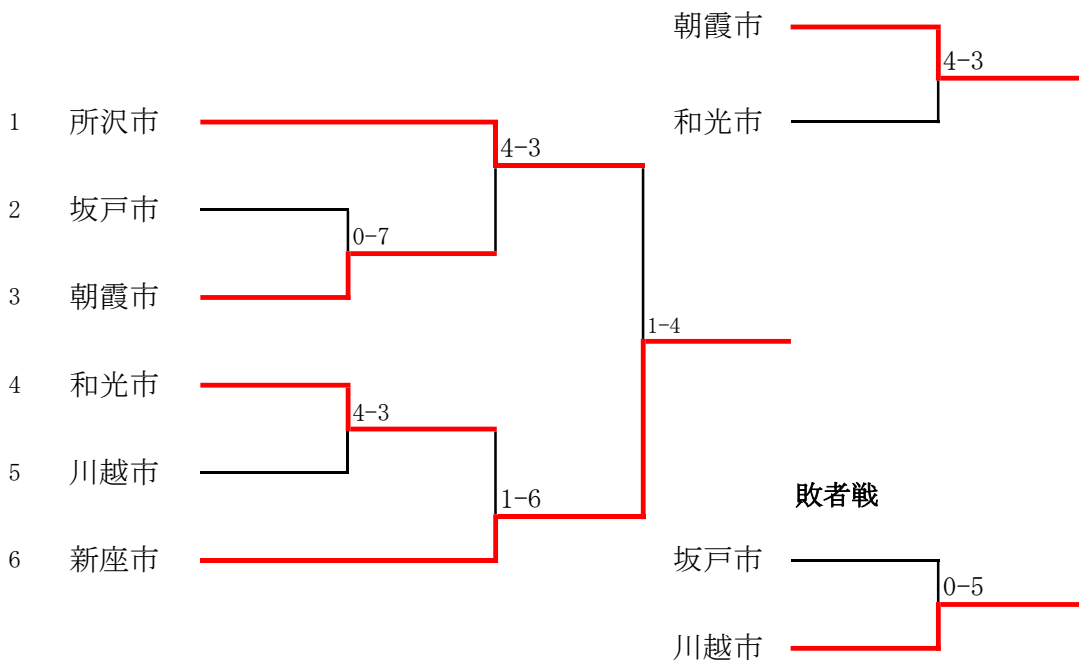 朝霞市
4-3
和光市
1 所沢市
4-3
2 坂戸市
0-7
3 朝霞市
1-4
4 和光市
4-3
5 川越市
1-6
敗者戦
6 新座市
坂戸市
0-5
川越市